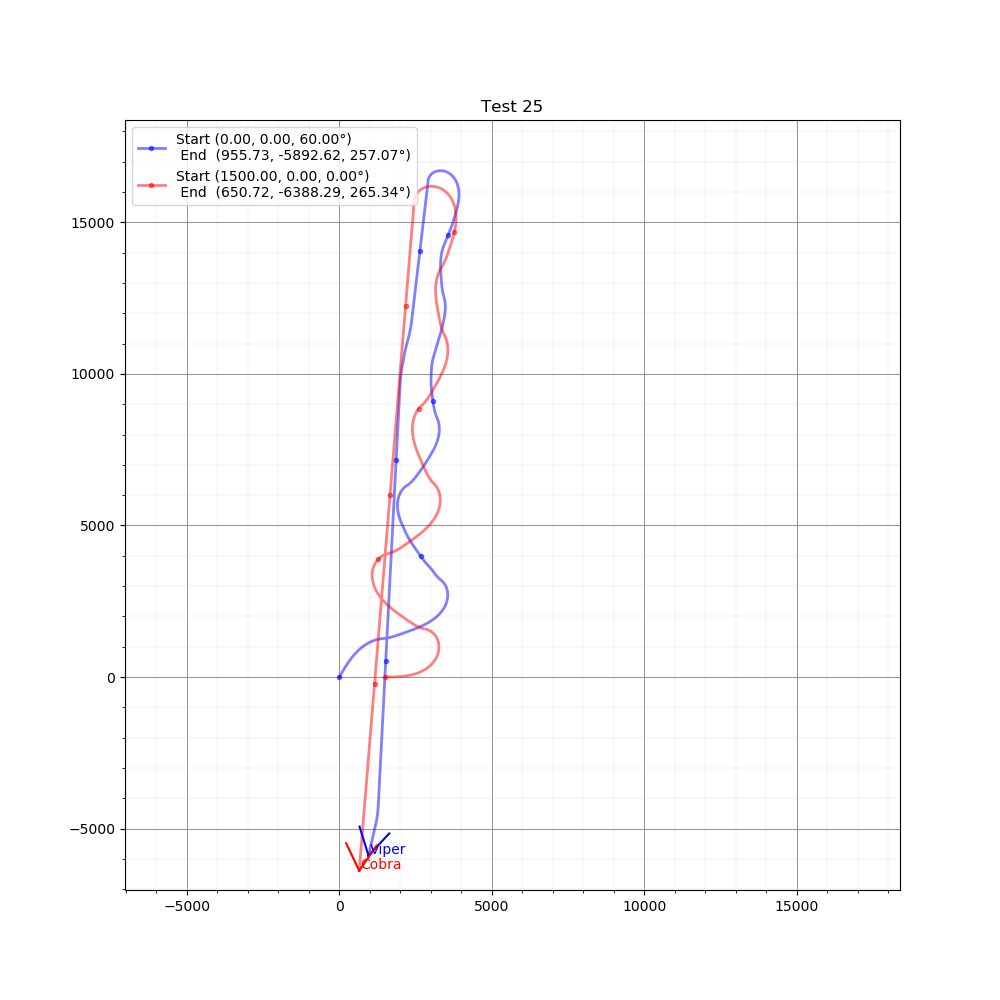 Test 25
Start (0.00, 0.00, 60.00°)
End (955.73, -5892.62, 257.07°)
Start (1500.00, 0.00, 0.00°)
End (650.72, -6388.29, 265.34°)
15000
10000
5000
0
−5000
Viper
Cobra
−5000 0 5000 10000 15000